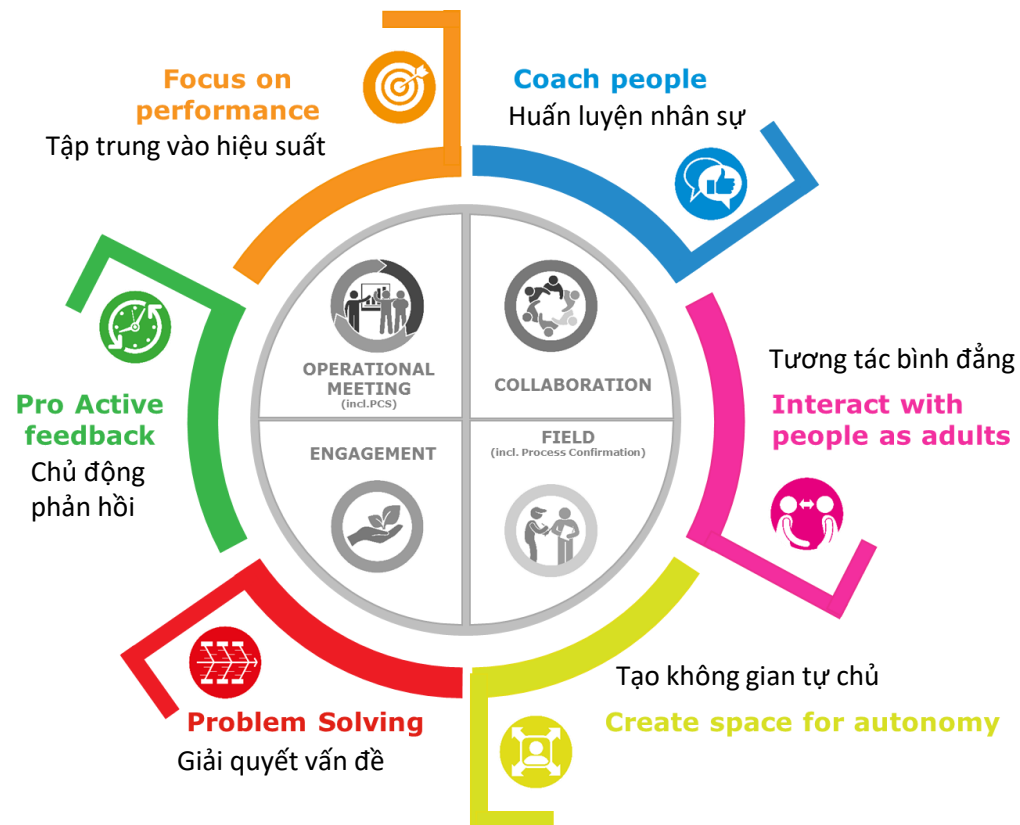 Focus on
performance
Tập trung vào hiệu suất
Coach people
Huấn luyện nhân sự
Tương tác bình đẳng
Interact with
people as adults
Tạo không gian tự chủ
Create space for autonomy
Problem Solving
Giải quyết vấn đề
Pro Active
feedback
Chủ động
phản hồi
OPERATIONAL
MEETING
(incl.PCS)
COLLABORATION
ENGAGEMENT
FIELD
(incl. Process Confirmation)